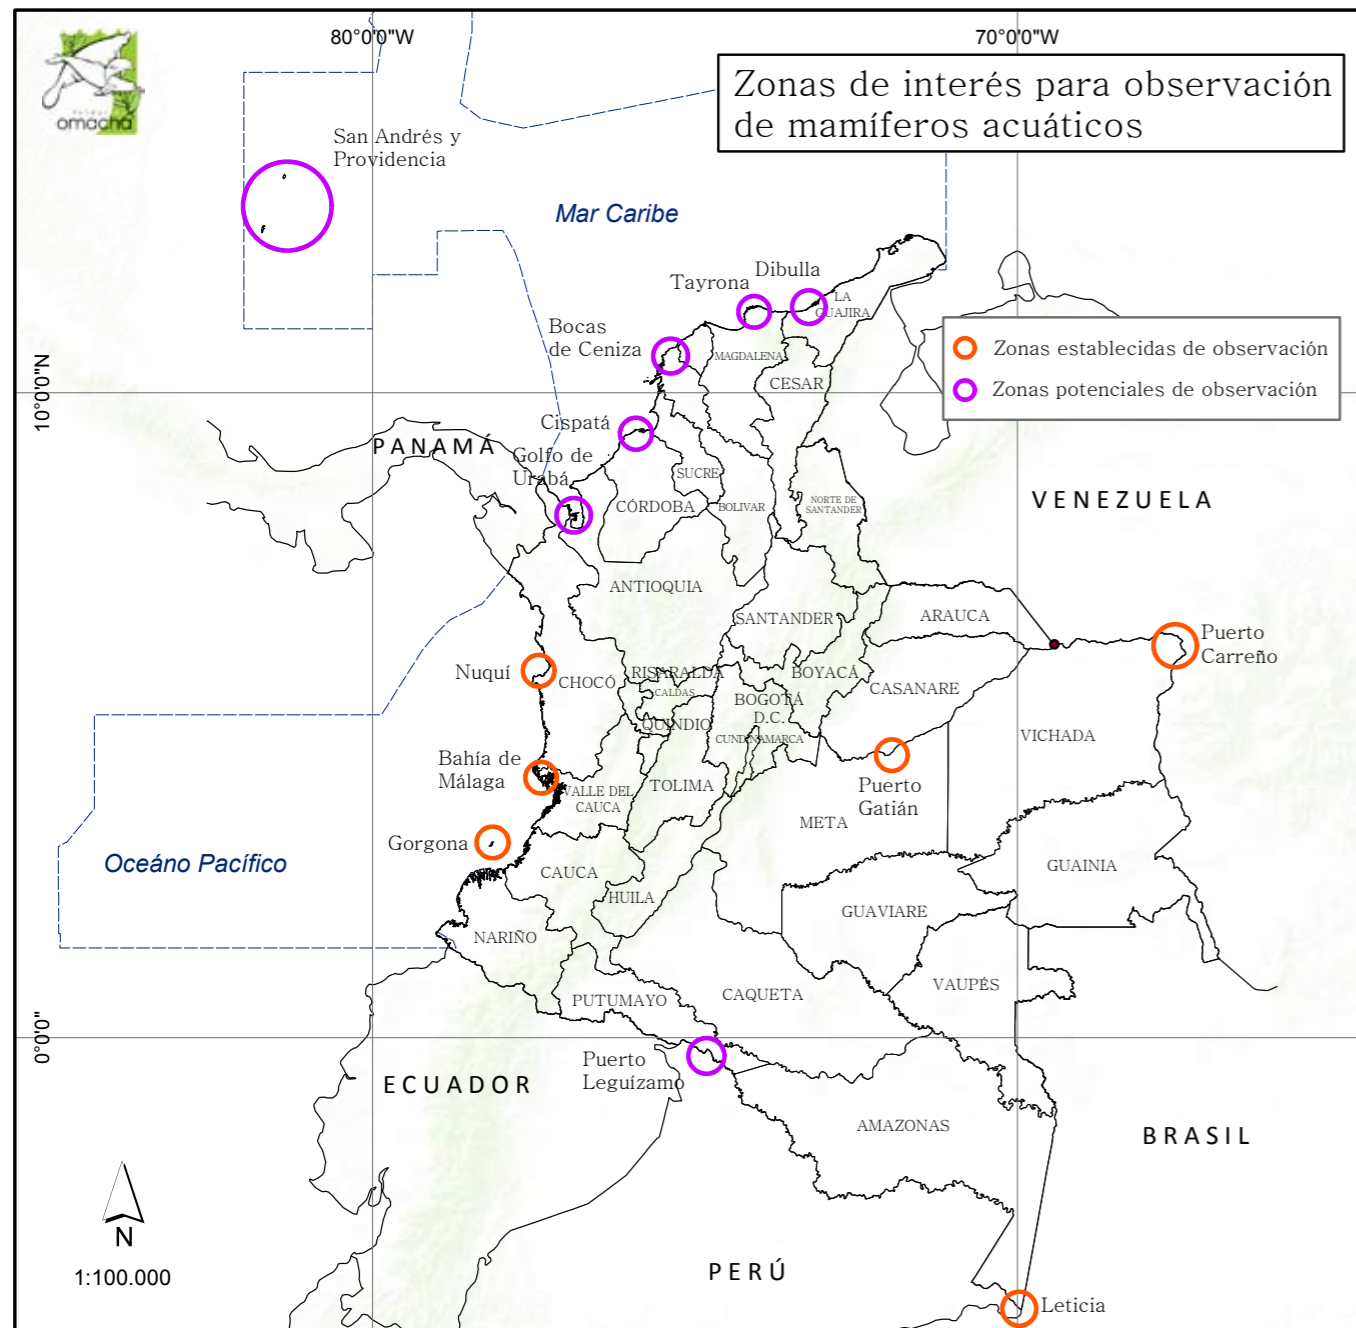 80°0'0"W
70°0'0"W
omacha
Zonas de interés para observación
de mamíferos acuáticos
San Andrés y
Providencia
Mar Caribe
Dibulla
Tayrona
LA
GUAJIRA
Bocas
de Ceniza
MAGDALENA
CESAR
Zonas establecidas de observación
Zonas potenciales de observación
10°0'0"N
Cispatá
PANAMÁ
Golfo de
Urabá
SUCRE
CÓRDOBA
BOLIVAR
NORTE DE
SANTANDER
VENEZUELA
ANTIOQUIA
SANTANDER
ARAUCA
Puerto
Carreño
Nuquí
CHOCÓ
RISARALDA
CALDAS
BOYACÁ
CASANARE
BOGOTÁ
D.C.
QUINDIO
CUNDINAMARCA
VICHADA
Bahía de
Málaga
VALLE DEL
CAUCA
TOLIMA
Puerto
Gatián
META
Gorgona
Oceáno Pacífico
CAUCA
HUILA
GUAINIA
GUAVIARE
NARIÑO
VAUPÉS
PUTUMAYO
CAQUETA
0°0'0"
Puerto
Leguízamo
ECUADOR
AMAZONAS
BRASIL
N
1:100.000
PERÚ
Leticia